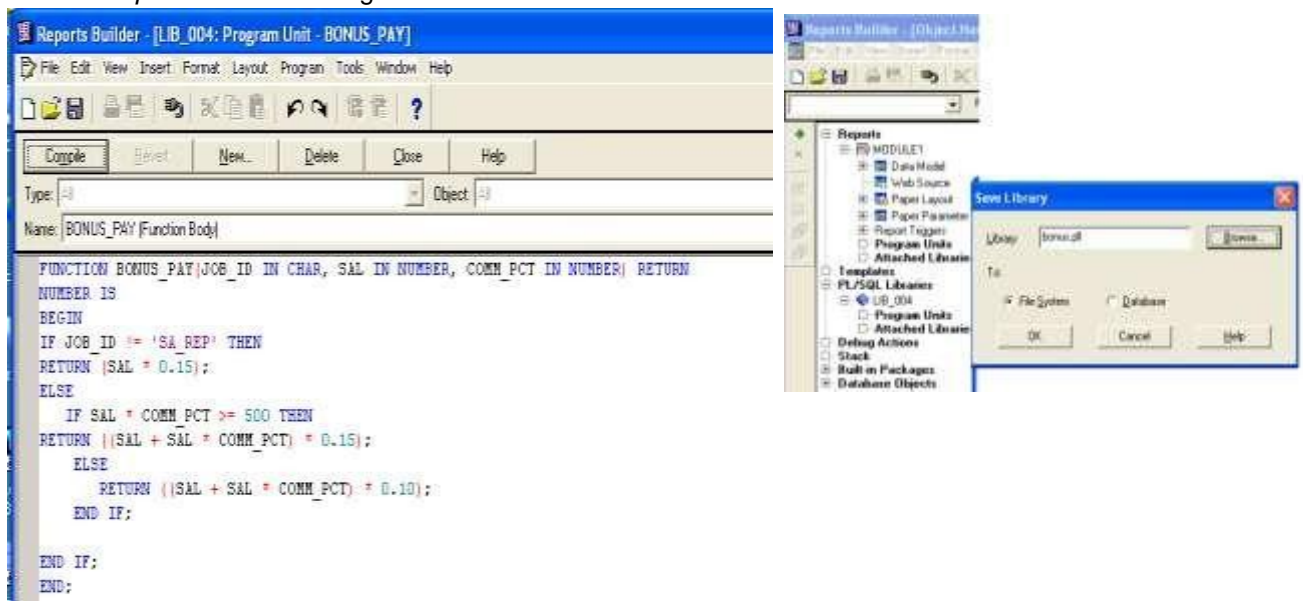 Reports Builder - [LIB_004: Program Unit - BONUS_PAY]
File Edit View Insert Format Layout Program Tools Window Help
Compile Revert New... Delete Close Help
Type: All Object All
Name: BONUS_PAY (Function Body)
FUNCTION BONUS_PAY(JOB_ID IN CHAR, SAL IN NUMBER, COMM_PCT IN NUMBER) RETURN
NUMBER IS
BEGIN
IF JOB_ID != 'SA_REP' THEN
RETURN (SAL * 0.15);
ELSE
IF SAL * COMM_PCT >= 500 THEN
RETURN ((SAL + SAL * COMM_PCT) * 0.15);
ELSE
RETURN ((SAL + SAL * COMM_PCT) * 0.10);
END IF;
END IF;
END;
Reports Builder - [Object Nav
Reports
MODULE1
Data Model
Web Source
Paper Layout
Paper Parameter
Report Triggers
Program Units
Attached Librarie
Templates
PL/SQL Libraries
LIB_004
Program Units
Attached Librarie
Debug Actions
Stack
Built-in Packages
Database Objects
Save Library
Library bonus.pll Browse...
To
File System Database
OK Cancel Help